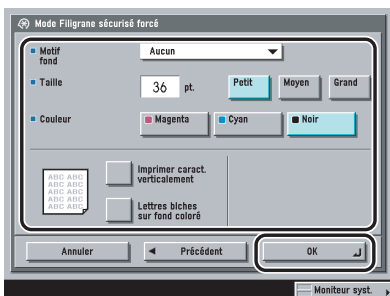 Mode Filigrane sécurisé forcé
Motif fond
Aucun
Taille
36 pt.
Petit
Moyen
Grand
Couleur
Magenta
Cyan
Noir
ABC ABC
ABC ABC
ABC ABC
ABC ABC
Imprimer caract.
verticalement
Lettres blches
sur fond coloré
Annuler
Précédent
OK
Moniteur syst.